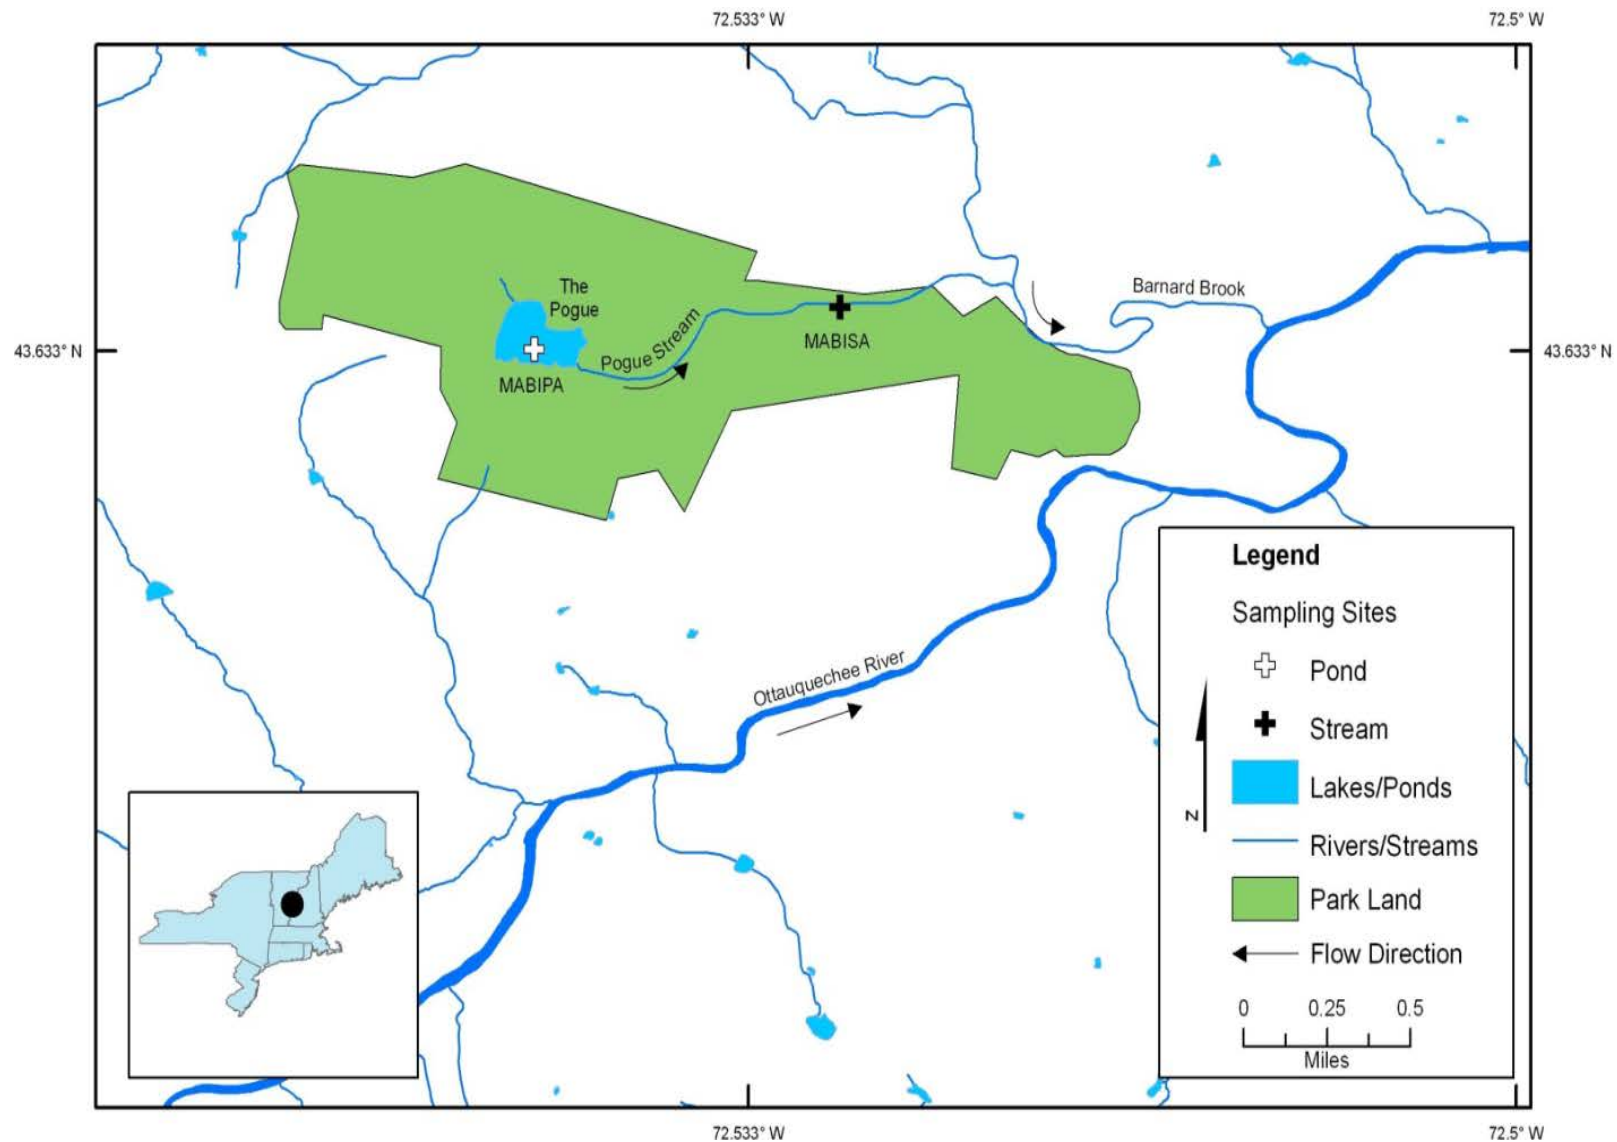 72.533° W
72.5° W
The
Pogue
Barnard Brook
Pogue Stream
MABISA
43.633° N
43.633° N
MABIPA
Ottauquechee River
Legend
Sampling Sites
Pond
Stream
Lakes/Ponds
Rivers/Streams
Park Land
Flow Direction
N
0 0.25 0.5
Miles
72.533° W
72.5° W